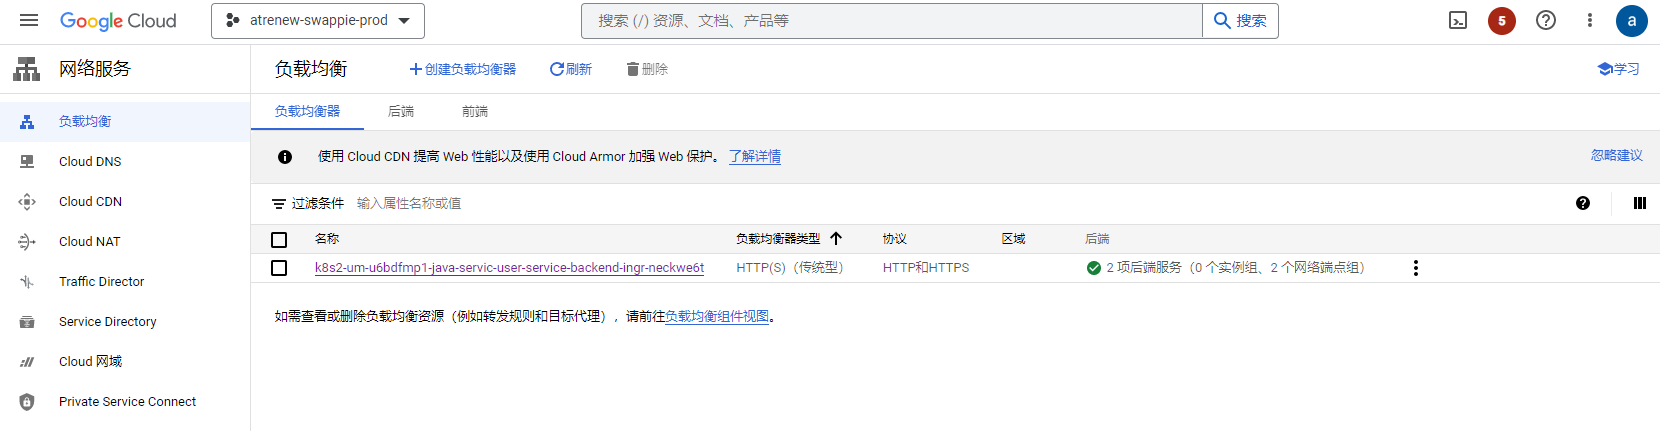 Google Cloud
atrenew-swappie-prod
搜索 (/) 资源、文档、产品等
搜索
5
a
网络服务
负载均衡
创建负载均衡器
刷新
删除
学习
负载均衡
Cloud DNS
Cloud CDN
Cloud NAT
Traffic Director
Service Directory
Cloud 网域
Private Service Connect
负载均衡器
后端
前端
使用 Cloud CDN 提高 Web 性能以及使用 Cloud Armor 加强 Web 保护。 了解详情
忽略建议
过滤条件 输入属性名称或值
名称 负载均衡器类型 协议 区域 后端
k8s2-um-u6bdfmp1-java-servic-user-service-backend-ingr-neckwe6t HTTP(S)（传统型） HTTP和HTTPS 2 项后端服务（0 个实例组、2 个网络端点组）
如需查看或删除负载均衡资源（例如转发规则和目标代理），请前往负载均衡组件视图。